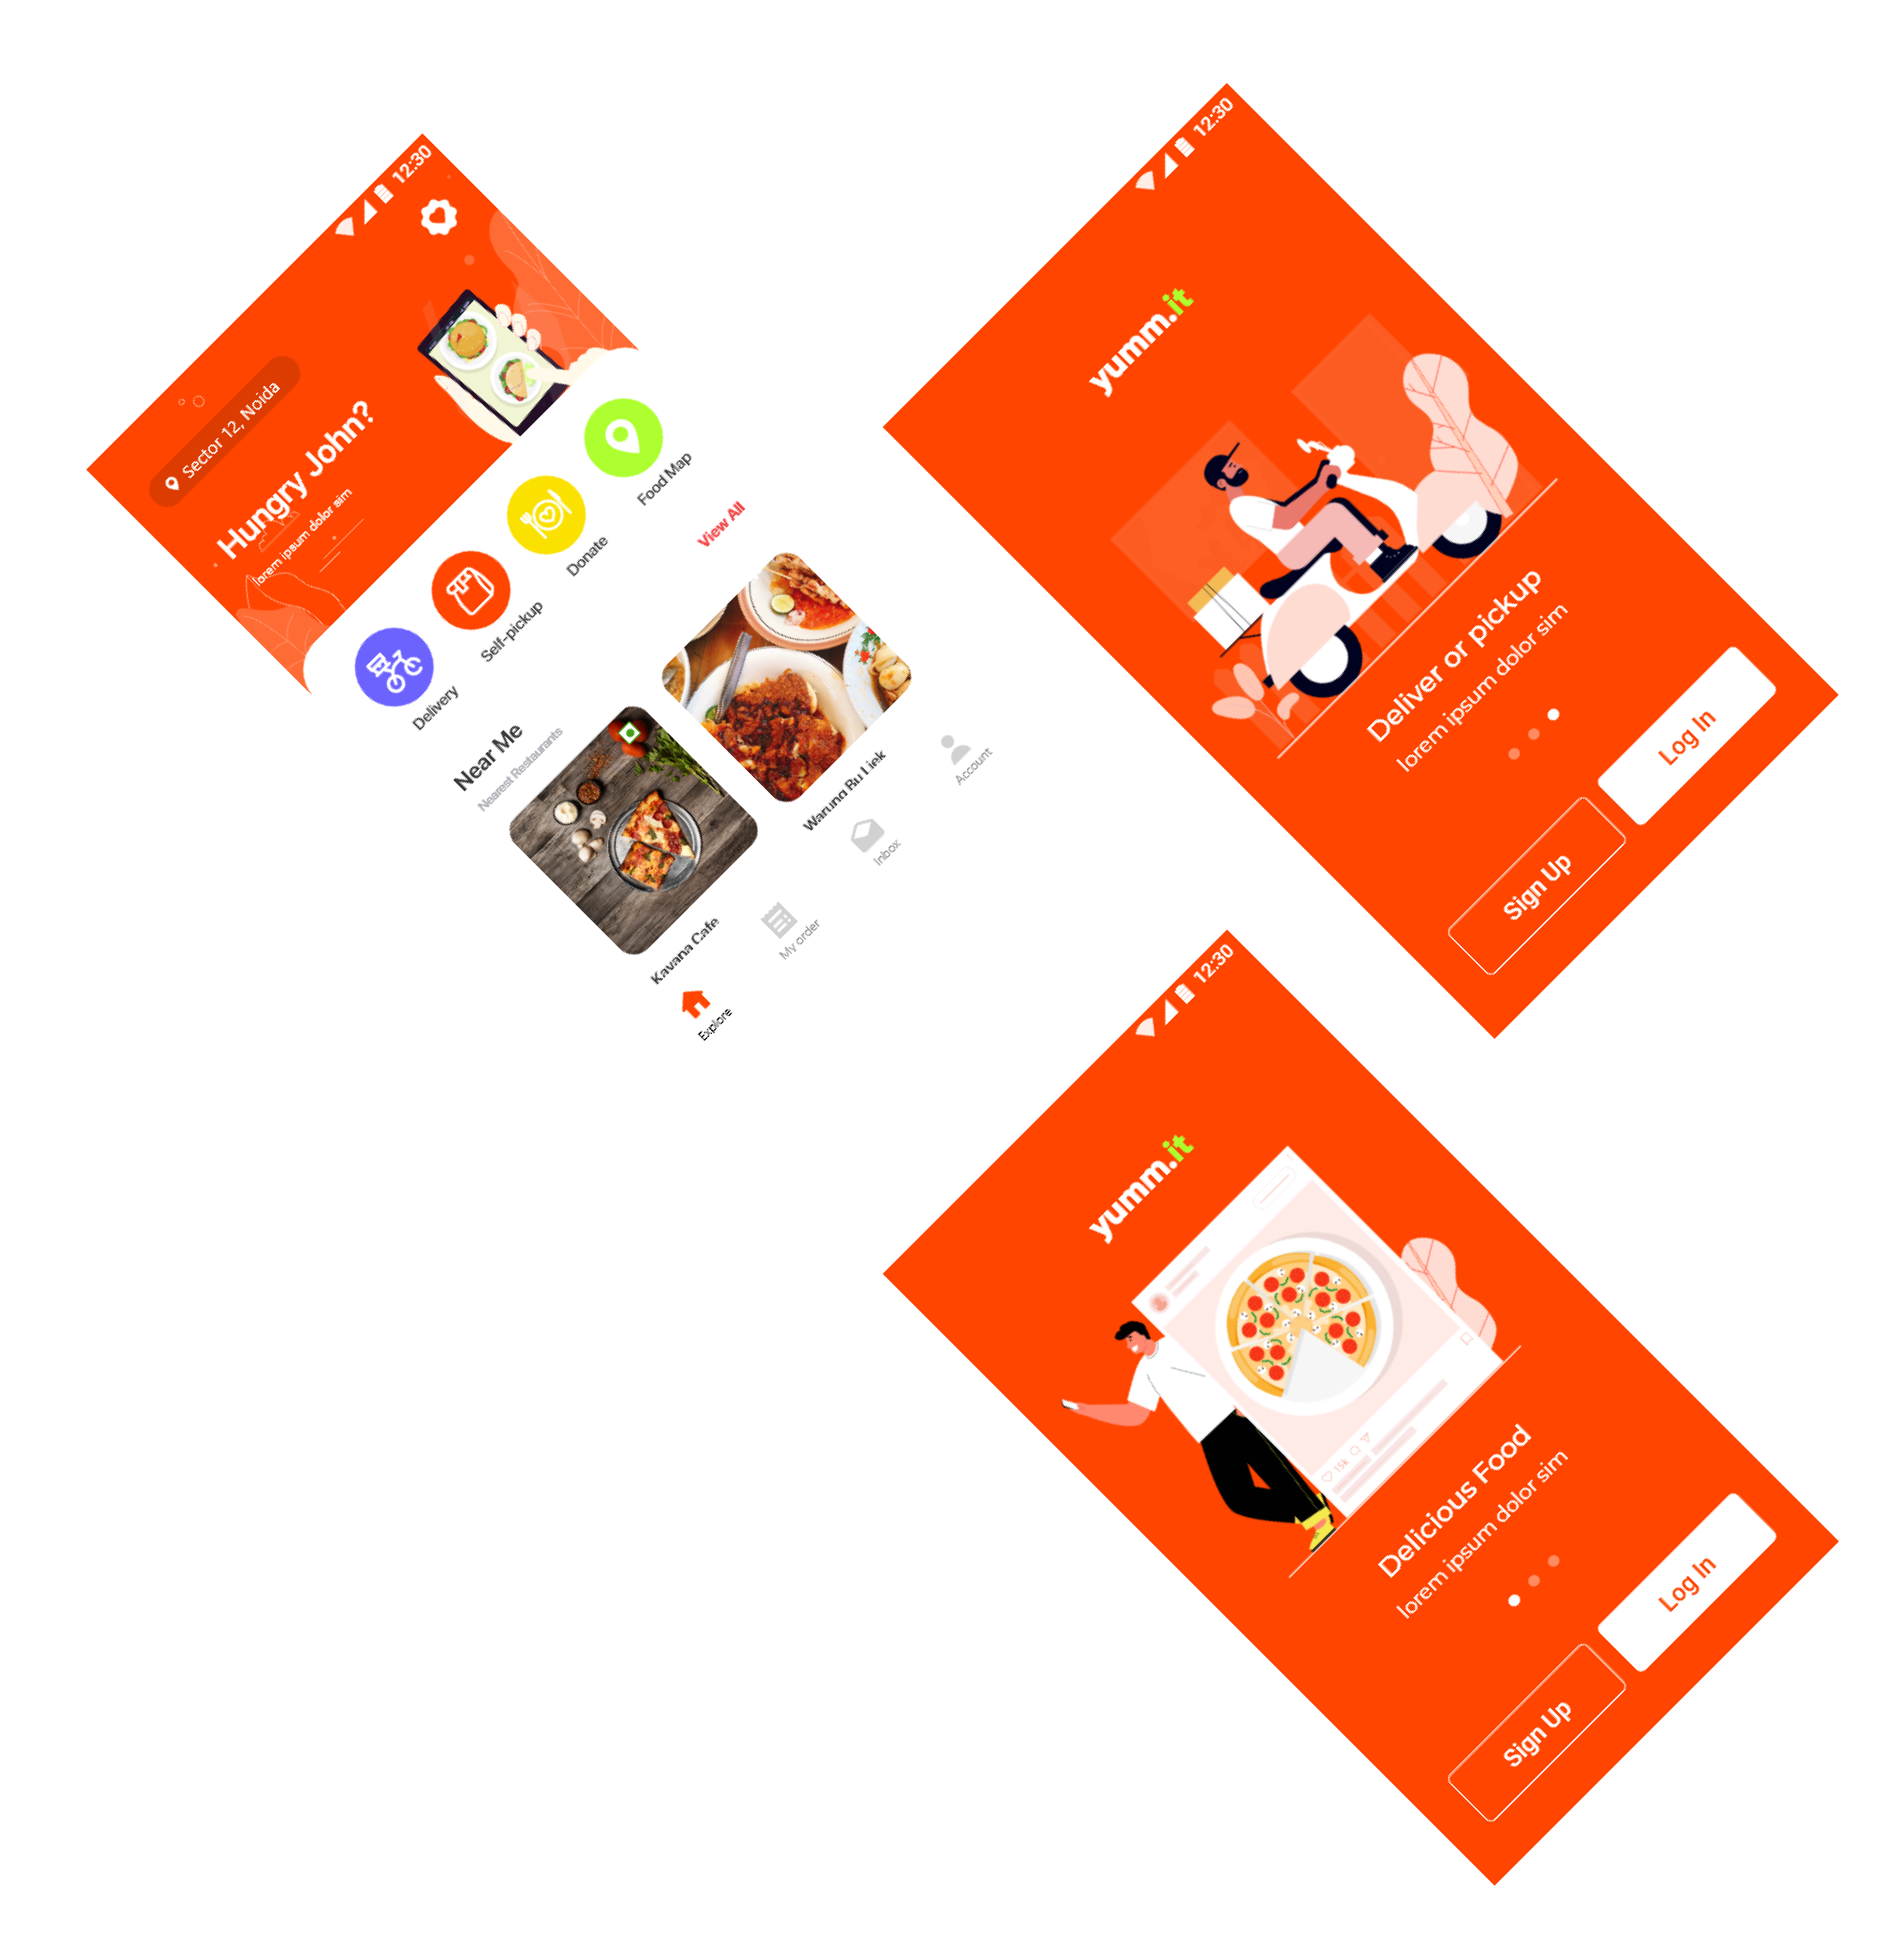 12:30
Sector 12, Noida
Hungry John?
lorem ipsum dolor sim
Delivery
Self-pickup
Donate
Food Map
Near Me
View All
Nearest Restaurants
Kavana Cafe
Warung Bu Liek
Explore
My order
Inbox
Account
12:30
yumm.it
Deliver or pickup
lorem ipsum dolor sim
Sign Up
Log In
12:30
yumm.it
15k
Delicious Food
lorem ipsum dolor sim
Sign Up
Log In